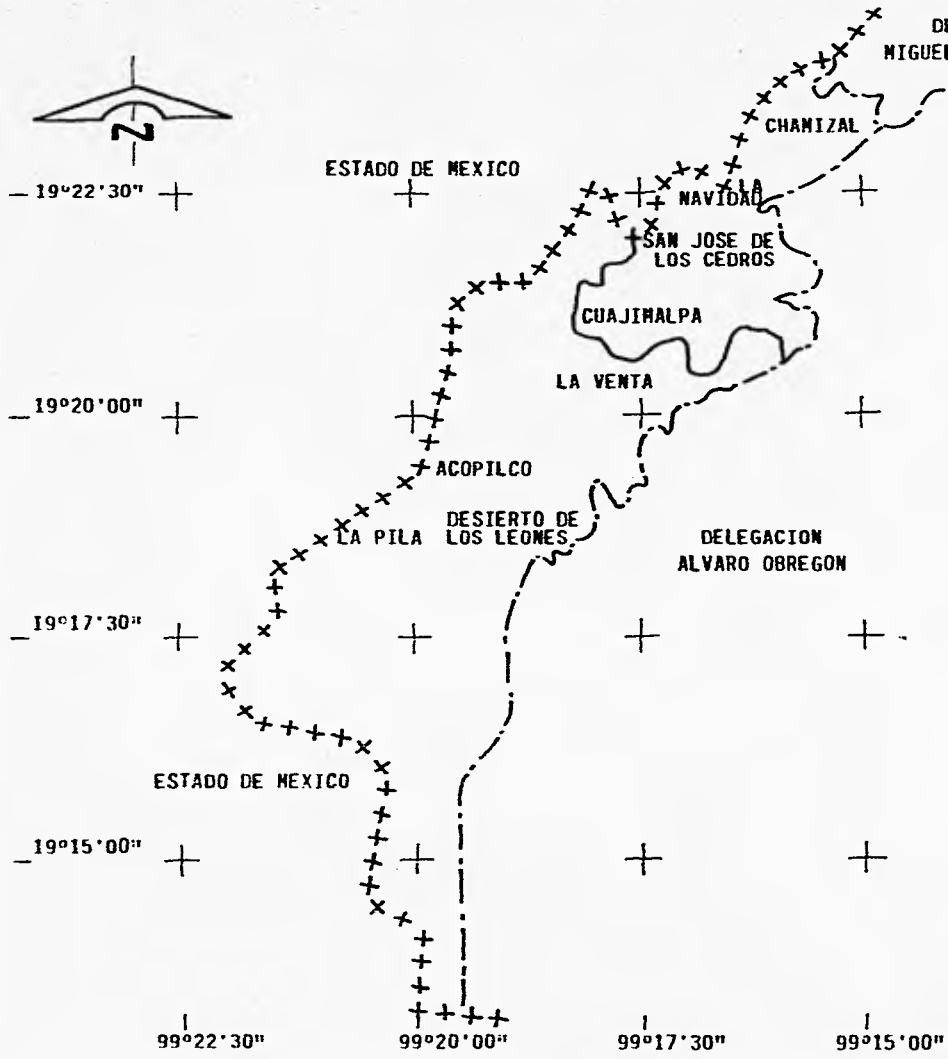 DE
MIGUEL
N
CHAMIZAL
ESTADO DE MEXICO
19°22'30"
LA
NAVIDAD
SAN JOSE DE
LOS CEDROS
CUAJIMALPA
LA VENTA
19°20'00"
ACOPILCO
DESIERTO DE
LA PILA LOS LEONES
DELEGACION
ALVARO OBREGON
19°17'30"
ESTADO DE MEXICO
19°15'00"
99°22'30" 99°20'00" 99°17'30" 99°15'00"